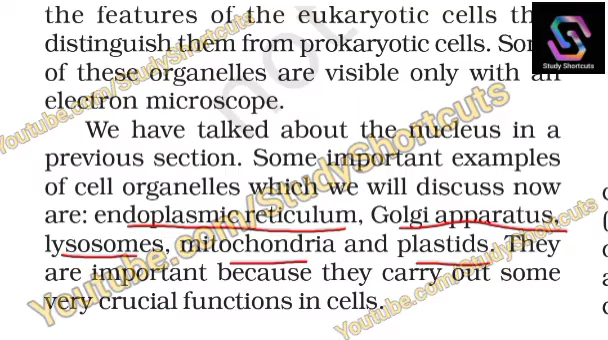 the features of the eukaryotic cells
distinguish them from prokaryotic cells.
of these organelles are visible only with an
electron microscope.
We have talked about the nucleus in a
previous section. Some important examples
of cell organelles which we will discuss now
are: endoplasmic reticulum, Golgi apparatus,
lysosomes, mitochondria and plastids. They
are important because they carry out some
very crucial functions in cells.
Study Shortcuts
Youtube.com/StudyShortcuts
Youtube.com/StudyShortcuts
Youtube.com/StudyShortcuts
not